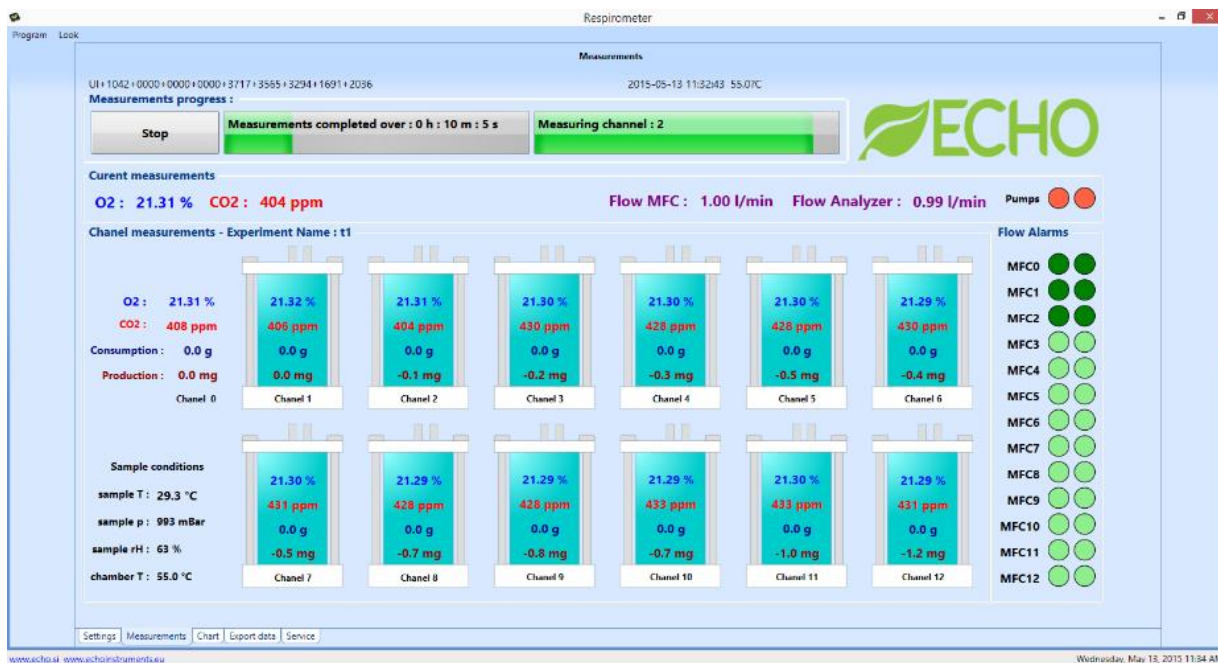 Respirometer
Program Look
Measurements
UI+1042+0000+0000+0000+3717+3565+3294+1691+2036 2015-05-13 11:32:43 55.07C
Measurements progress :
Stop Measurements completed over : 0 h : 10 m : 5 s Measuring channel : 2
ECHO
Curent measurements
O2 : 21.31 % CO2 : 404 ppm Flow MFC : 1.00 l/min Flow Analyzer : 0.99 l/min Pumps
Chanel measurements - Experiment Name : t1 Flow Alarms
O2 : 21.31 % 21.32 % 21.31 % 21.30 % 21.30 % 21.30 % 21.29 %
CO2 : 408 ppm 406 ppm 404 ppm 430 ppm 428 ppm 428 ppm 430 ppm
Consumption : 0.0 g 0.0 g 0.0 g 0.0 g 0.0 g 0.0 g 0.0 g
Production : 0.0 mg 0.0 mg -0.1 mg -0.2 mg -0.3 mg -0.5 mg -0.4 mg
Chanel 0 Chanel 1 Chanel 2 Chanel 3 Chanel 4 Chanel 5 Chanel 6
Sample conditions
sample T : 29.3 °C
sample p : 993 mBar
sample rH : 63 %
chamber T : 55.0 °C
21.30 % 21.29 % 21.29 % 21.29 % 21.30 % 21.29 %
431 ppm 428 ppm 428 ppm 433 ppm 433 ppm 431 ppm
0.0 g 0.0 g 0.0 g 0.0 g 0.0 g 0.0 g
-0.5 mg -0.7 mg -0.8 mg -0.7 mg -1.0 mg -1.2 mg
Chanel 7 Chanel 8 Chanel 9 Chanel 10 Chanel 11 Chanel 12
MFC0
MFC1
MFC2
MFC3
MFC4
MFC5
MFC6
MFC7
MFC8
MFC9
MFC10
MFC11
MFC12
Settings Measurements Chart Export data Service
www.echo.si www.echoinstruments.eu Wednesday, May 13, 2015 11:34 AM